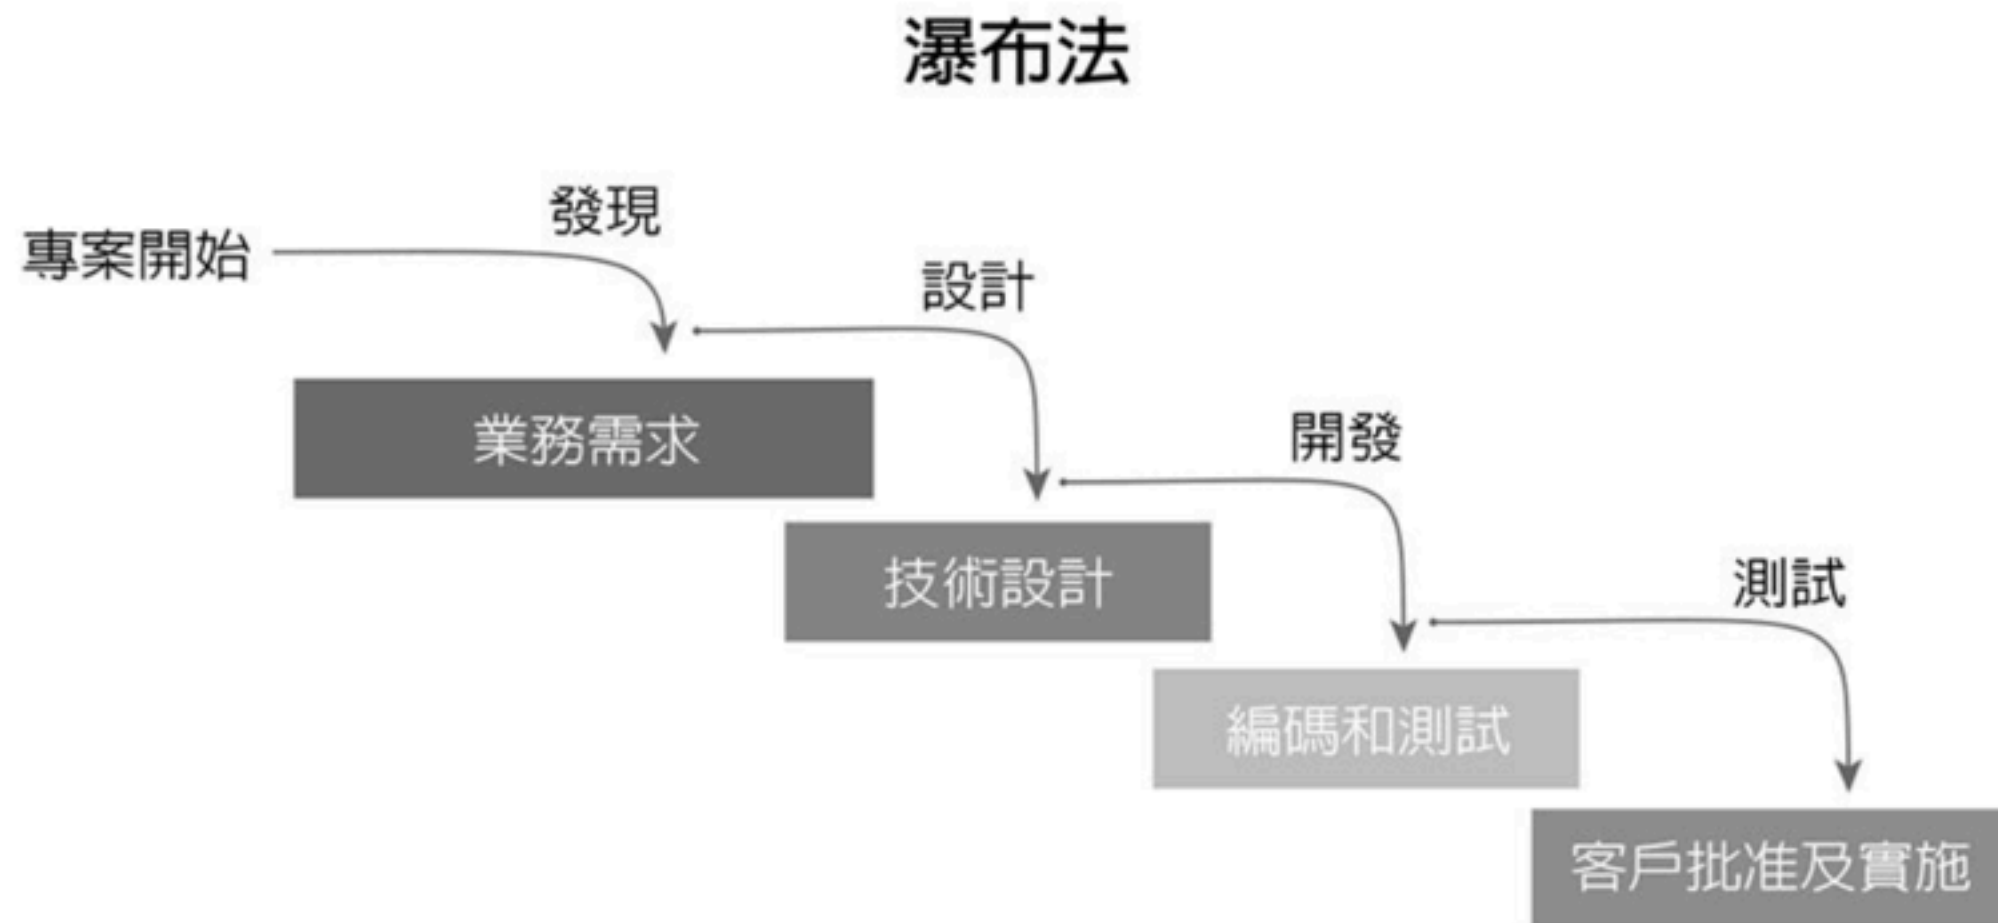 瀑布法
發現
專案開始
設計
業務需求
開發
技術設計
測試
編碼和測試
客戶批准及實施